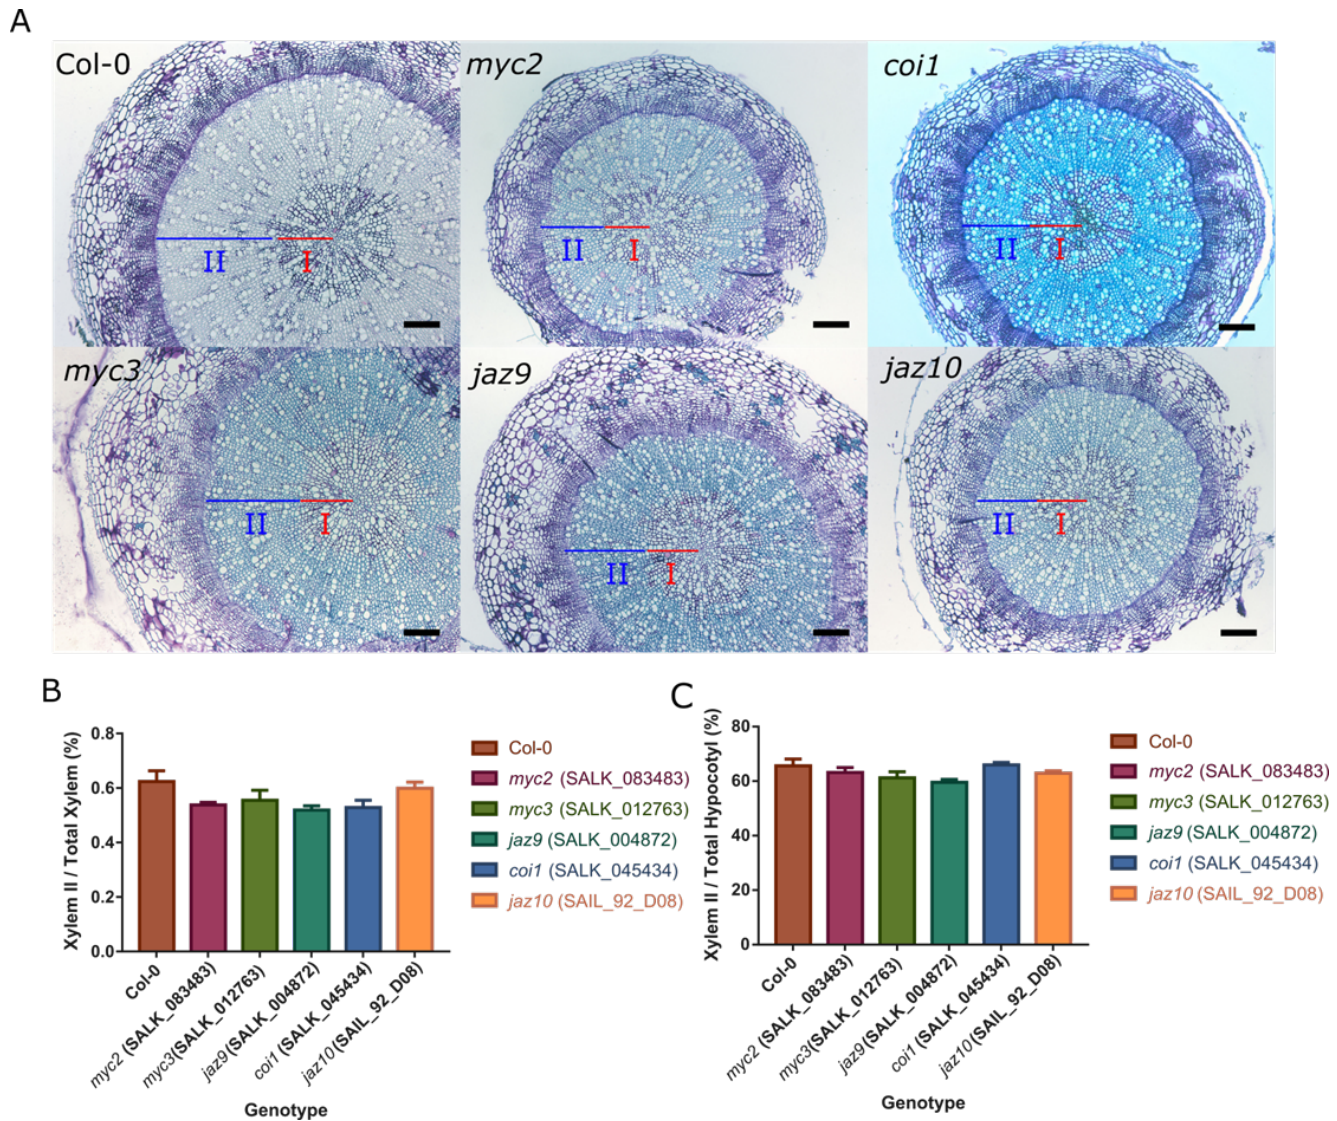 A
Col-0
myc2
coi1
II
I
II
I
II
I
myc3
jaz9
jaz10
II
I
II
I
II
I
B
Xylem II / Total Xylem (%)
0.8
0.6
0.4
0.2
0.0
Col-0
myc2 (SALK_083483)
myc3(SALK_012763)
jaz9 (SALK_004872)
coi1 (SALK_045434)
jaz10 (SAIL_92_D08)
Genotype
Col-0
myc2 (SALK_083483)
myc3 (SALK_012763)
jaz9 (SALK_004872)
coi1 (SALK_045434)
jaz10 (SAIL_92_D08)
C
Xylem II / Total Hypocotyl (%)
80
60
40
20
0
Col-0
myc2 (SALK_083483)
myc3(SALK_012763)
jaz9 (SALK_004872)
coi1 (SALK_045434)
jaz10 (SAIL_92_D08)
Genotype
Col-0
myc2 (SALK_083483)
myc3 (SALK_012763)
jaz9 (SALK_004872)
coi1 (SALK_045434)
jaz10 (SAIL_92_D08)